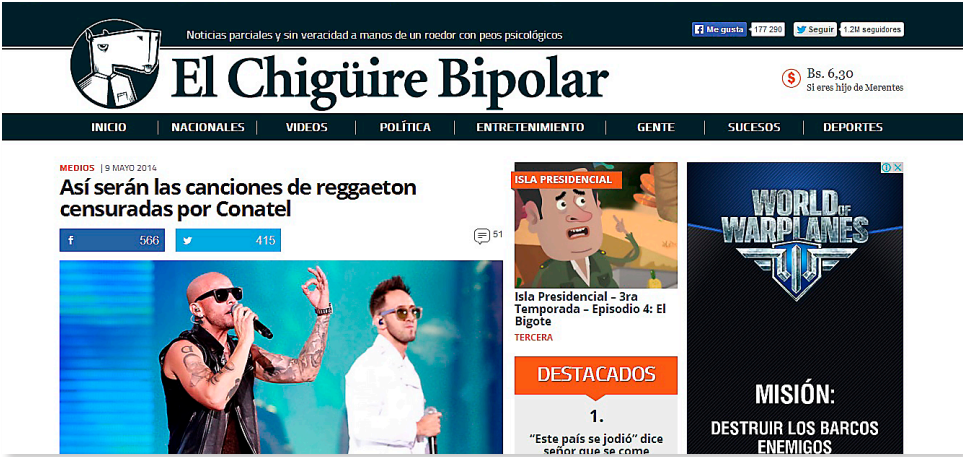 Noticias parciales y sin veracidad a manos de un roedor con peos psicológicos
Me gusta 177 290 Seguir 1.2M seguidores
El Chigüire Bipolar
$ Bs. 6,30
Si eres hijo de Merentes
INICIO NACIONALES VIDEOS POLÍTICA ENTRETENIMIENTO GENTE SUCESOS DEPORTES
MEDIOS | 9 MAYO 2014
Así serán las canciones de reggaeton
censuradas por Conatel
566 415 51
ISLA PRESIDENCIAL
Isla Presidencial – 3ra
Temporada – Episodio 4: El
Bigote
TERCERA
DESTACADOS
1.
“Este país se jodió” dice
señor que se come
WORLD OF
WARPLANES
MISIÓN:
DESTRUIR LOS BARCOS
ENEMIGOS